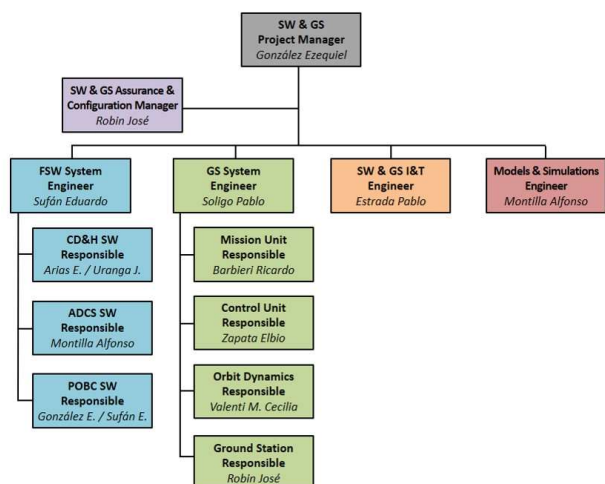 SW & GS
Project Manager
González Ezequiel
SW & GS Assurance &
Configuration Manager
Robin José
FSW System
Engineer
Sufán Eduardo
GS System
Engineer
Soligo Pablo
SW & GS I&T
Engineer
Estrada Pablo
Models & Simulations
Engineer
Montilla Alfonso
CD&H SW
Responsible
Arias E. / Uranga J.
ADCS SW
Responsible
Montilla Alfonso
POBC SW
Responsible
González E. / Sufán E.
Mission Unit
Responsible
Barbieri Ricardo
Control Unit
Responsible
Zapata Elbio
Orbit Dynamics
Responsible
Valenti M. Cecilia
Ground Station
Responsible
Robin José